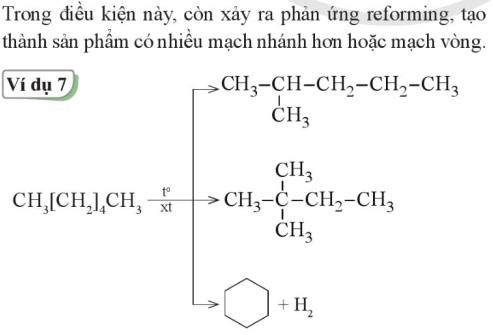 Trong điều kiện này, còn xảy ra phản ứng reforming, tạo
thành sản phẩm có nhiều mạch nhánh hơn hoặc mạch vòng.
Ví dụ 7
CH₃–CH–CH₂–CH₂–CH₃
CH₃
CH₃
CH₃[CH₂]₄CH₃ t° xt CH₃–C–CH₂–CH₃
CH₃
+ H₂